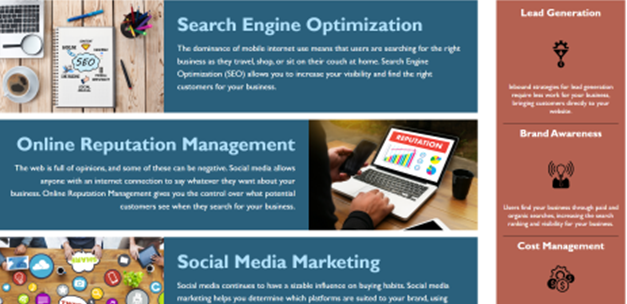 Search Engine Optimization
The dominance of mobile internet use means that users are searching for the right
business as they travel, shop, or sit on their couch at home. Search Engine
Optimization (SEO) allows you to increase your visibility and find the right
customers for your business.
SEO
Online Reputation Management
The web is full of opinions, and some of these can be negative. Social media allows
anyone with an internet connection to say whatever they want about your
business. Online Reputation Management gives you the control over what potential
customers see when they search for your business.
REPUTATION
Social Media Marketing
Social media continues to have a sizable influence on buying habits. Social media
marketing helps you determine which platforms are suited to your brand, using
Lead Generation
Inbound strategies for lead generation
require less work for your business,
bringing customers directly to your
website.
Brand Awareness
Users find your business through paid and
organic searches, increasing the search
ranking and visibility for your business.
Cost Management